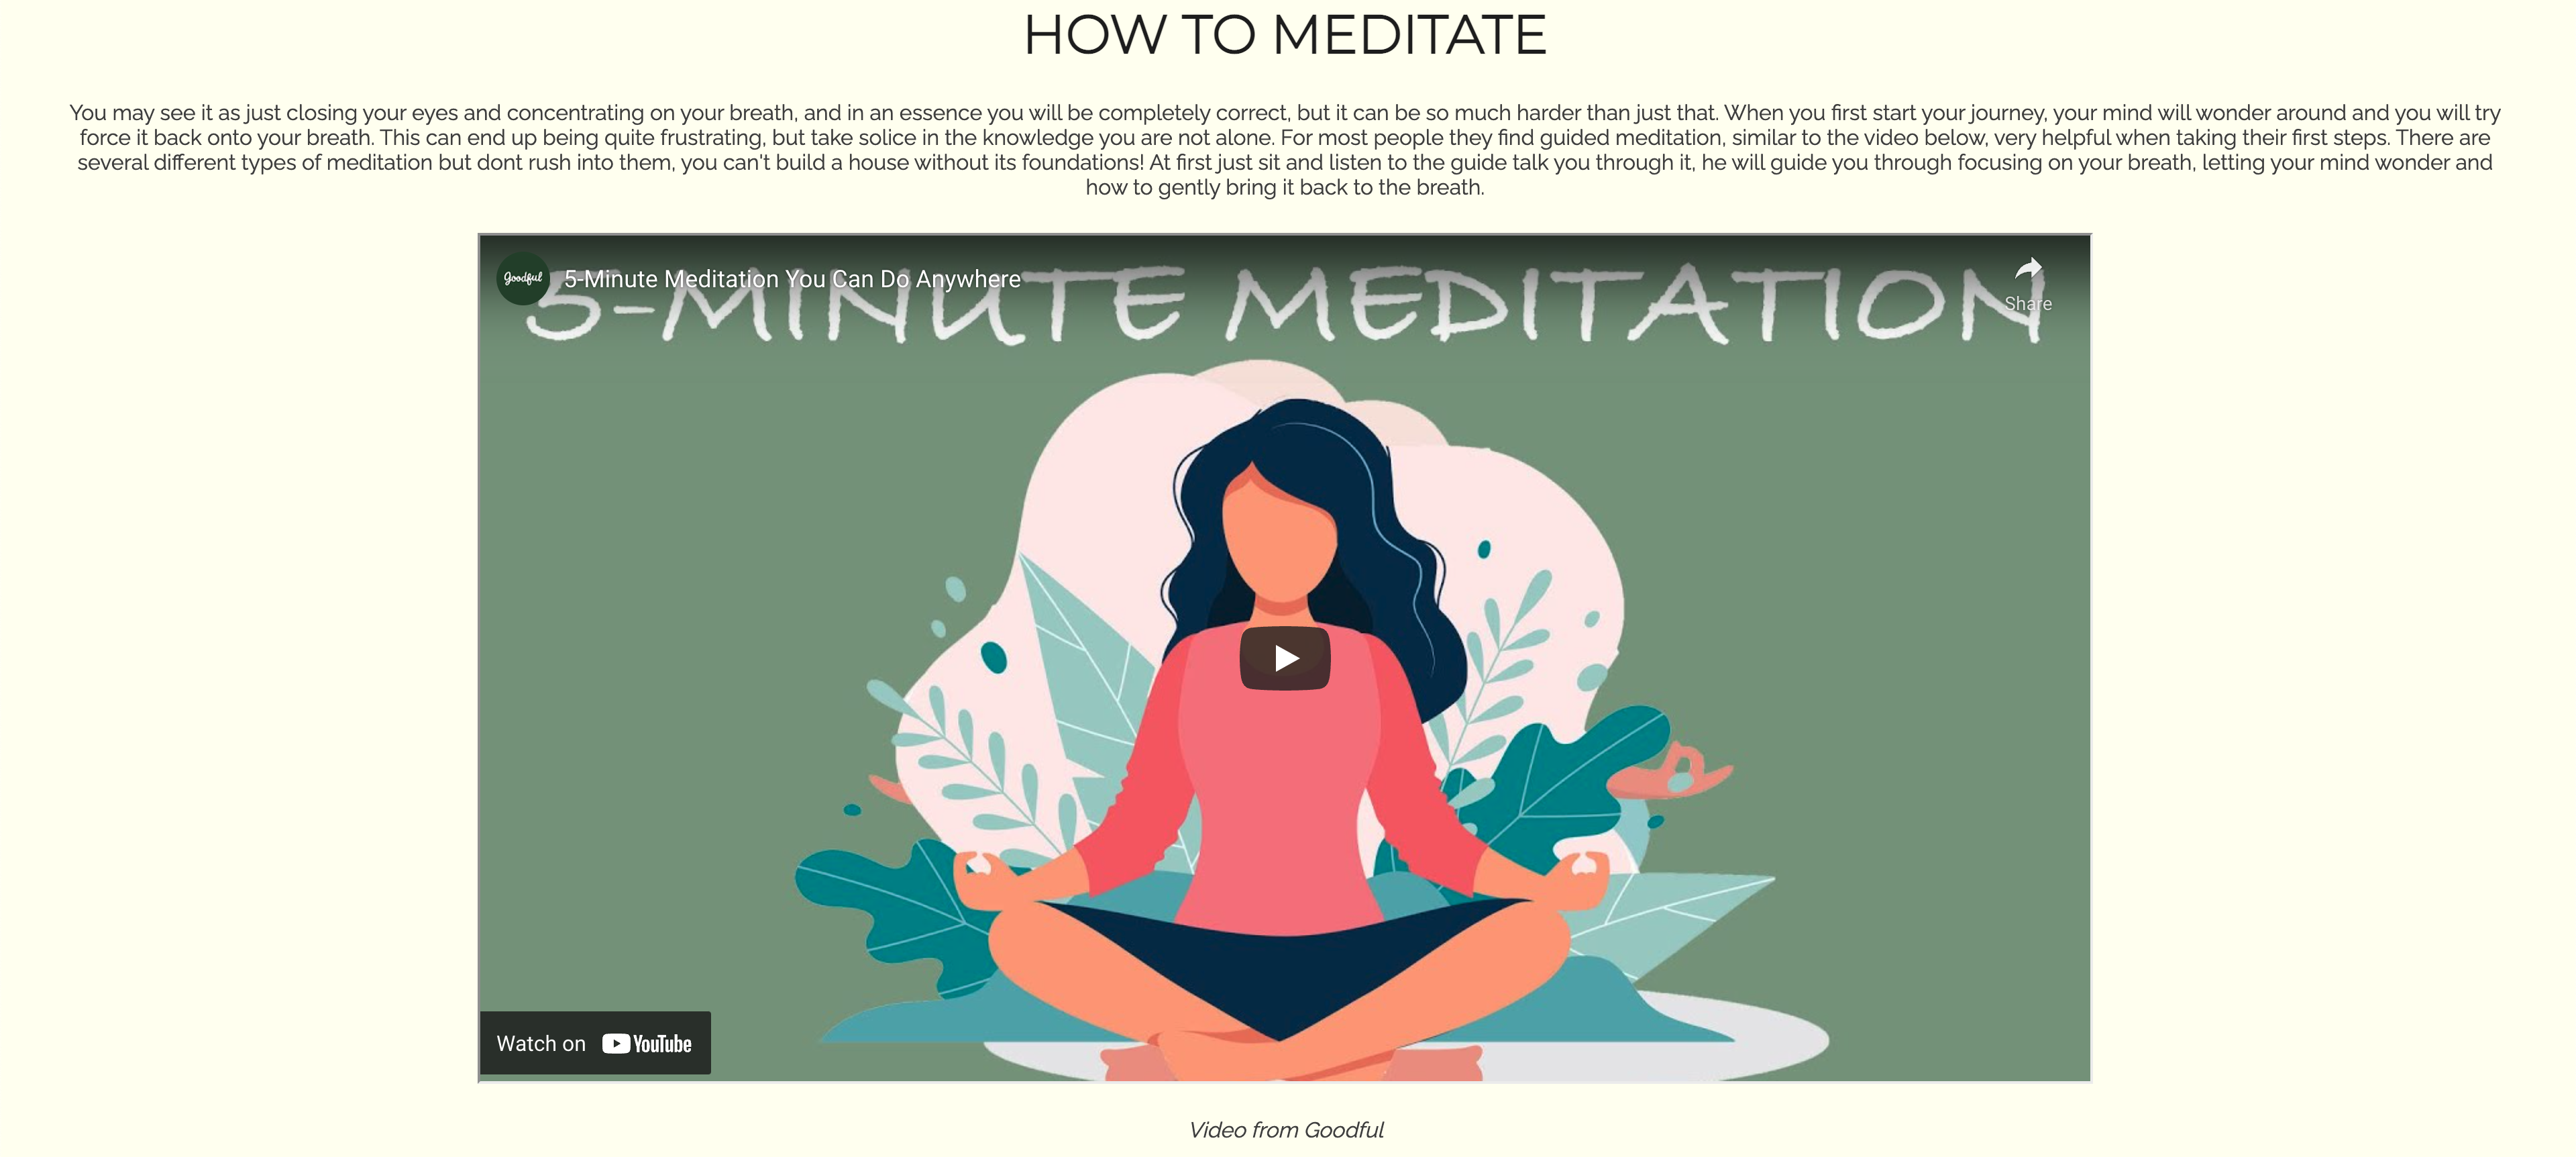 HOW TO MEDITATE
You may see it as just closing your eyes and concentrating on your breath, and in an essence you will be completely correct, but it can be so much harder than just that. When you first start your journey, your mind will wonder around and you will try
force it back onto your breath. This can end up being quite frustrating, but take solice in the knowledge you are not alone. For most people they find guided meditation, similar to the video below, very helpful when taking their first steps. There are
several different types of meditation but dont rush into them, you can't build a house without its foundations! At first just sit and listen to the guide talk you through it, he will guide you through focusing on your breath, letting your mind wonder and
how to gently bring it back to the breath.
Goodful
5-Minute Meditation You Can Do Anywhere
Share
5-MINUTE MEDITATION
Watch on YouTube
Video from Goodful